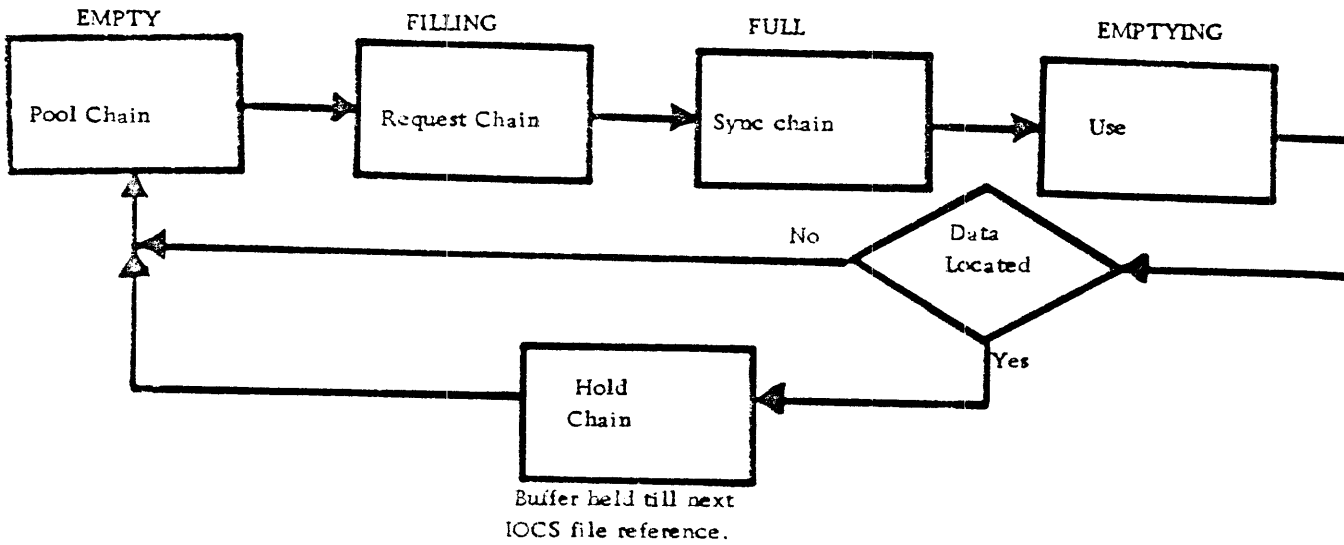 EMPTY
FILLING
FULL
EMPTYING
Pool Chain
Request Chain
Sync chain
Use
No
Data
Located
Yes
Hold
Chain
Buffer held till next
IOCS file reference.